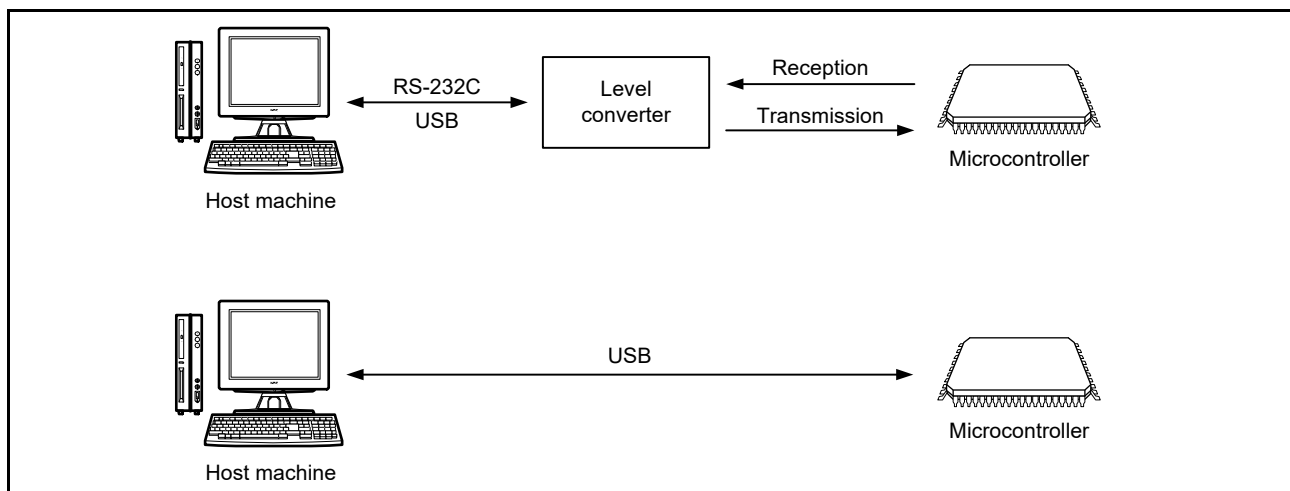 RS-232C
USB
Level
converter
Reception
Transmission
Microcontroller
Host machine
USB
Microcontroller
Host machine